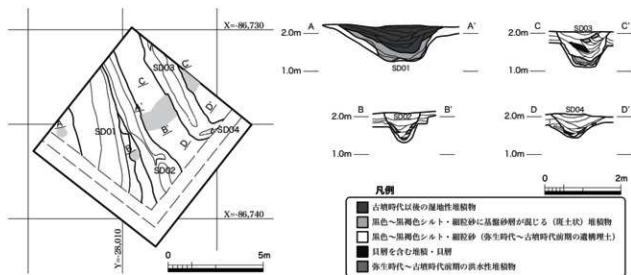 X=-86,730
X=-86,740
Y=-28,010
SD03
C
C'
A'
B'
D'
D
SD04
A
SD01
B
SD02
0 5m
A A'
2.0m
1.0m
SD01
C SD03 C'
2.0m
1.0m
B B'
SD02
2.0m
1.0m
D SD04 D'
2.0m
1.0m
0 2m
凡例
古墳時代以後の湿地性堆積物
黒色~黒褐色シルト・細粒砂に基盤砂層が混じる（斑土状）堆積物
黒色~黒褐色シルト・細粒砂（弥生時代~古墳時代前期の遺構埋土）
貝層を含む堆積・貝層
弥生時代~古墳時代前期の洪水性堆積物